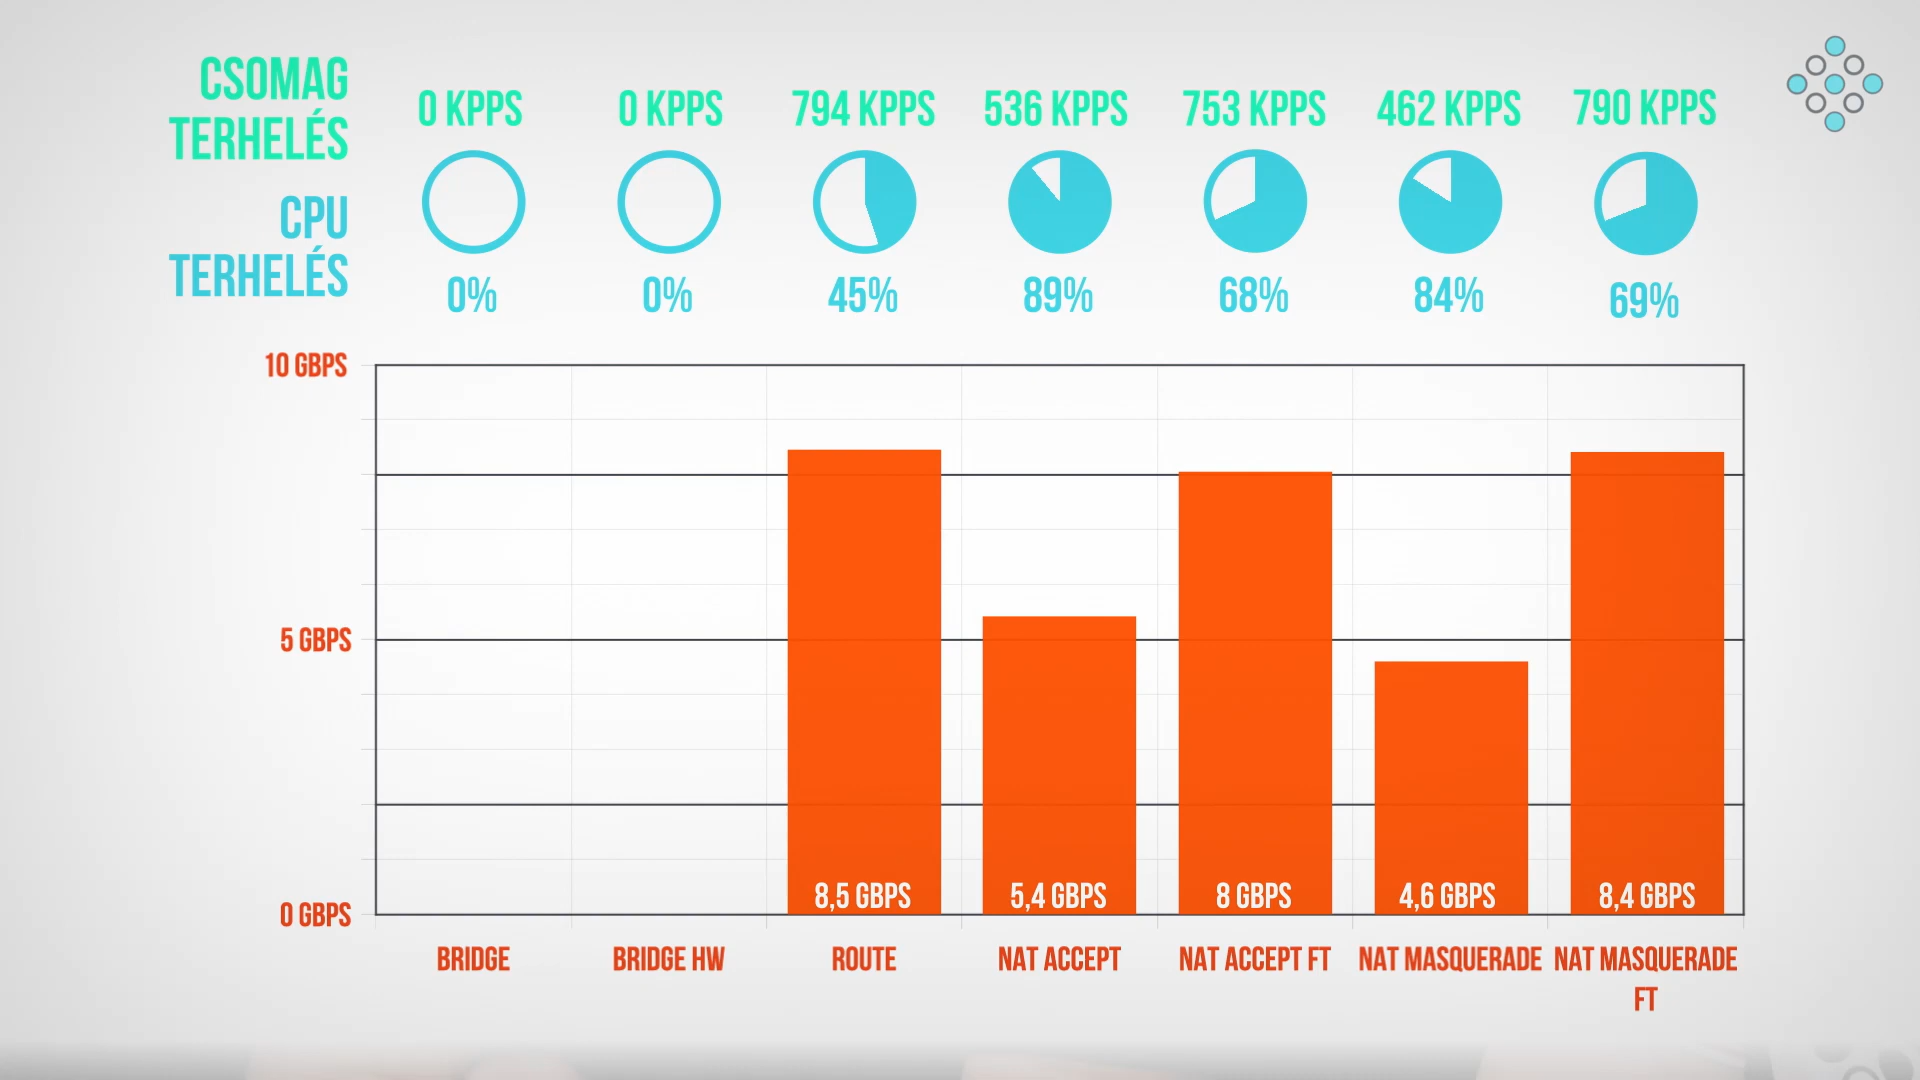 CSOMAG
TERHELÉS
0 KPPS
0 KPPS
794 KPPS
536 KPPS
753 KPPS
462 KPPS
790 KPPS
CPU
TERHELÉS
0%
0%
45%
89%
68%
84%
69%
10 GBPS
5 GBPS
0 GBPS
8,5 GBPS
5,4 GBPS
8 GBPS
4,6 GBPS
8,4 GBPS
BRIDGE
BRIDGE HW
ROUTE
NAT ACCEPT
NAT ACCEPT FT
NAT MASQUERADE
NAT MASQUERADE
FT